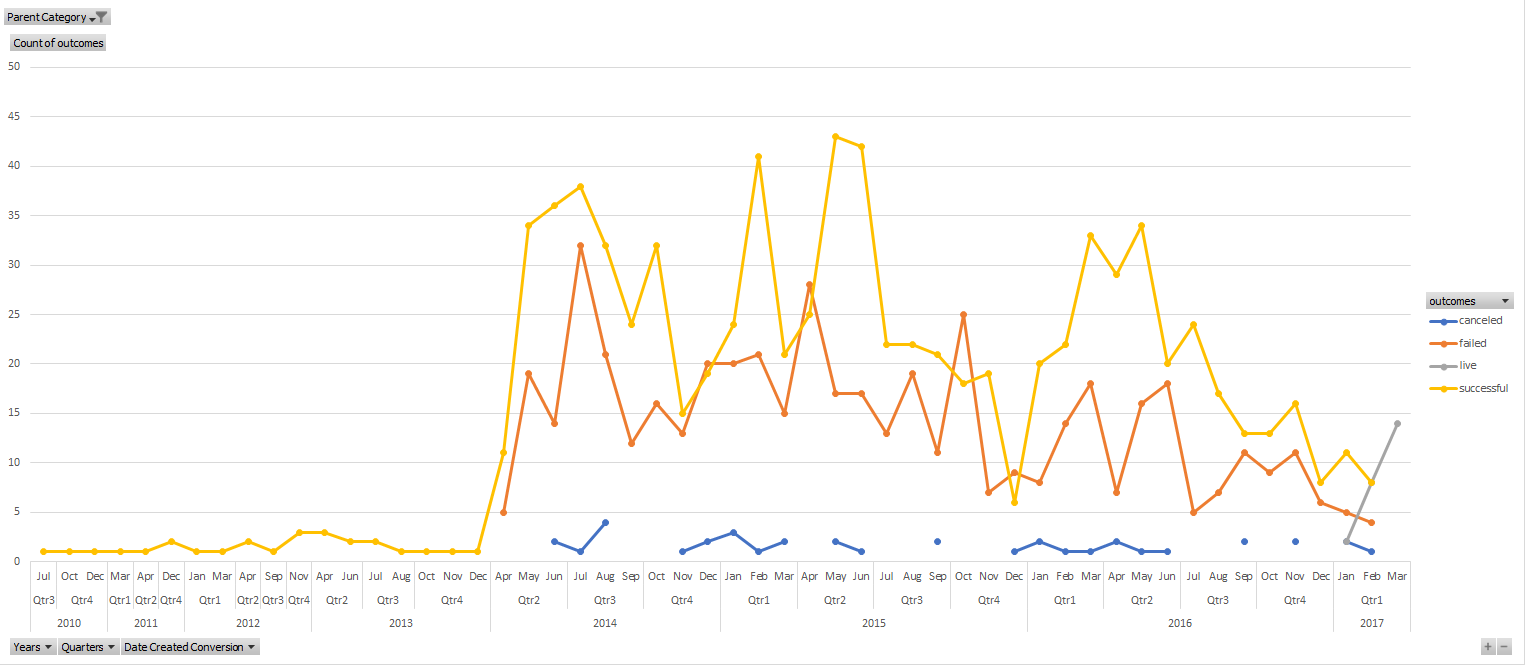 Parent Category
Count of outcomes
50
45
40
35
30
25
20
15
10
5
0
outcomes
canceled
failed
live
successful
Jul Oct Dec Mar Apr Dec Jan Mar Apr Sep Nov Apr Jun Jul Aug Oct Nov Dec Apr May Jun Jul Aug Sep Oct Nov Dec Jan Feb Mar Apr May Jun Jul Aug Sep Oct Nov Dec Jan Feb Mar Apr May Jun Jul Aug Sep Oct Nov Dec Jan Feb Mar
Qtr3 Qtr4 Qtr1 Qtr2 Qtr4 Qtr1 Qtr2 Qtr3 Qtr4 Qtr2 Qtr3 Qtr4 Qtr2 Qtr3 Qtr4 Qtr1 Qtr2 Qtr3 Qtr4 Qtr1 Qtr2 Qtr3 Qtr4 Qtr1
2010 2011 2012 2013 2014 2015 2016 2017
Years Quarters Date Created Conversion